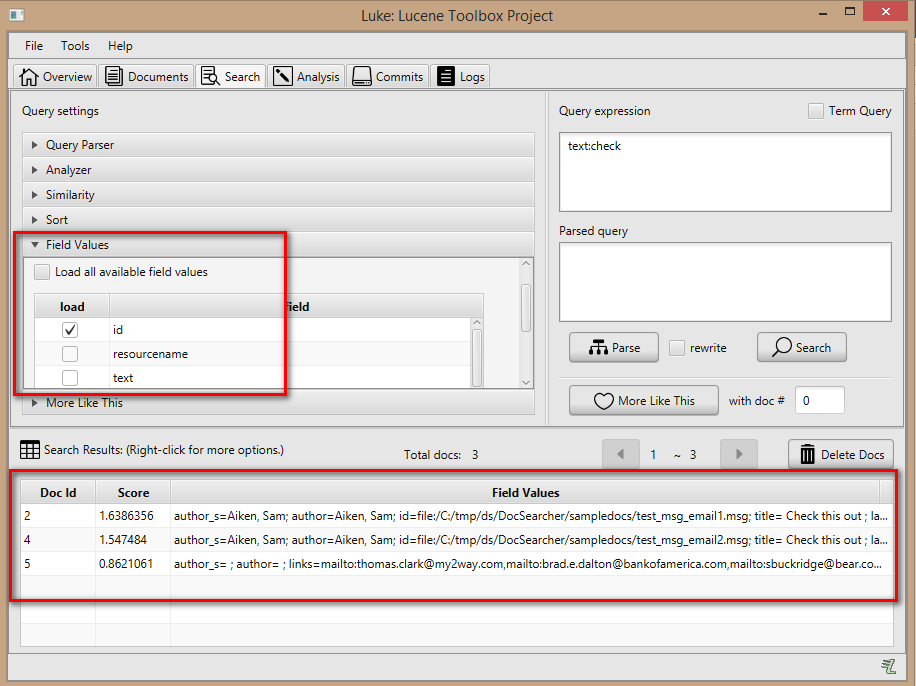 Luke: Lucene Toolbox Project
File Tools Help
Overview Documents Search Analysis Commits Logs
Query settings
Query Parser
Analyzer
Similarity
Sort
Field Values
Load all available field values
load field
id
resourcename
text
More Like This
Query expression Term Query
text:check
Parsed query
Parse rewrite Search
More Like This with doc # 0
Search Results: (Right-click for more options.) Total docs: 3 1 ~ 3 Delete Docs
Doc Id Score Field Values
2 1.6386356 author_s=Aiken, Sam; author=Aiken, Sam; id=file:/C:/tmp/ds/DocSearcher/sampledocs/test_msg_email1.msg; title= Check this out ; la...
4 1.547484 author_s=Aiken, Sam; author=Aiken, Sam; id=file:/C:/tmp/ds/DocSearcher/sampledocs/test_msg_email2.msg; title= Check this out ; la...
5 0.8621061 author_s= ; author= ; links=mailto:thomas.clark@my2way.com,mailto:brad.e.dalton@bankofamerica.com,mailto:sbuckridge@bear.co...